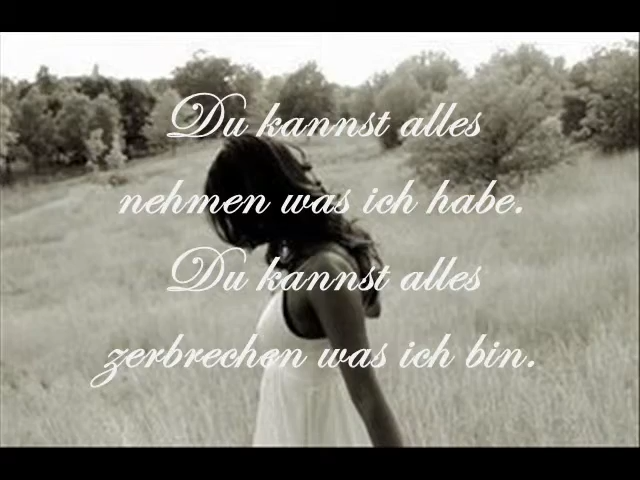 Du kannst alles
nehmen was ich habe.
Du kannst alles
zerbrechen was ich bin.